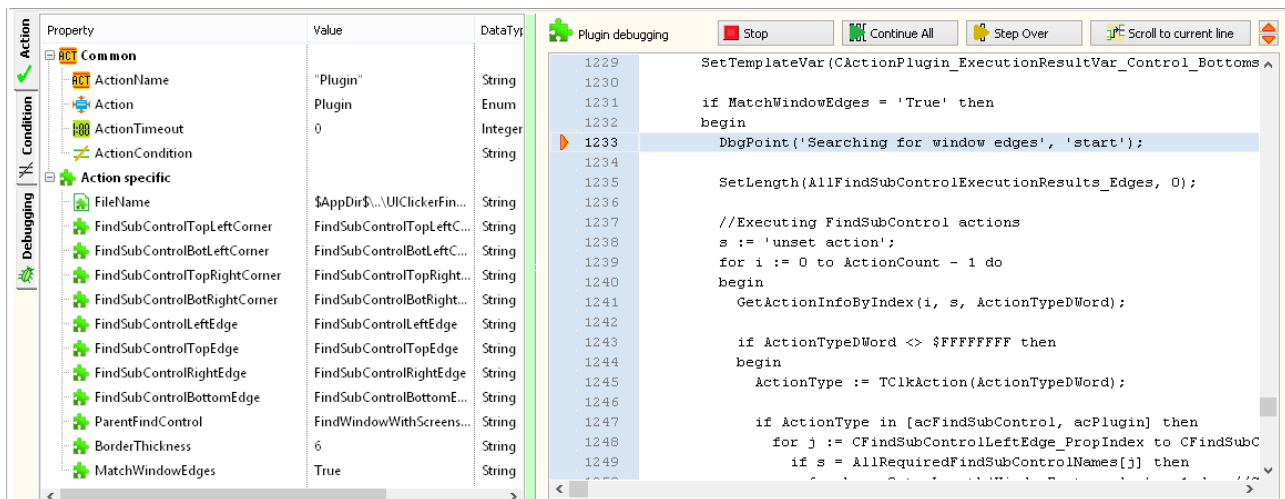 Action
Condition
Debugging
Property Value DataTyp
ACT Common
ACT ActionName "Plugin" String
Action Plugin Enum
1:00 ActionTimeout 0 Integer
ActionCondition String
Action specific
FileName $AppDir$\..\UIClickerFin... String
FindSubControlTopLeftCorner FindSubControlTopLeftC... String
FindSubControlBotLeftCorner FindSubControlBotLeftC... String
FindSubControlTopRightCorner FindSubControlTopRight... String
FindSubControlBotRightCorner FindSubControlBotRight... String
FindSubControlLeftEdge FindSubControlLeftEdge String
FindSubControlTopEdge FindSubControlTopEdge String
FindSubControlRightEdge FindSubControlRightEdge String
FindSubControlBottomEdge FindSubControlBottomE... String
ParentFindControl FindWindowWithScreens... String
BorderThickness 6 String
MatchWindowEdges True String
Plugin debugging Stop Continue All Step Over Scroll to current line
1229 SetTemplateVar(CActionPlugin_ExecutionResultVar_Control_Bottoms
1230
1231 if MatchWindowEdges = 'True' then
1232 begin
1233 DbgPoint('Searching for window edges', 'start');
1234
1235 SetLength(AllFindSubControlExecutionResults_Edges, 0);
1236
1237 //Executing FindSubControl actions
1238 s := 'unset action';
1239 for i := 0 to ActionCount - 1 do
1240 begin
1241 GetActionInfoByIndex(i, s, ActionTypeDWord);
1242
1243 if ActionTypeDWord <> $FFFFFFFF then
1244 begin
1245 ActionType := TClkAction(ActionTypeDWord);
1246
1247 if ActionType in [acFindSubControl, acPlugin] then
1248 for j := CFindSubControlLeftEdge_PropIndex to CFindSubC
1249 if s = AllRequiredFindSubControlNames[j] then